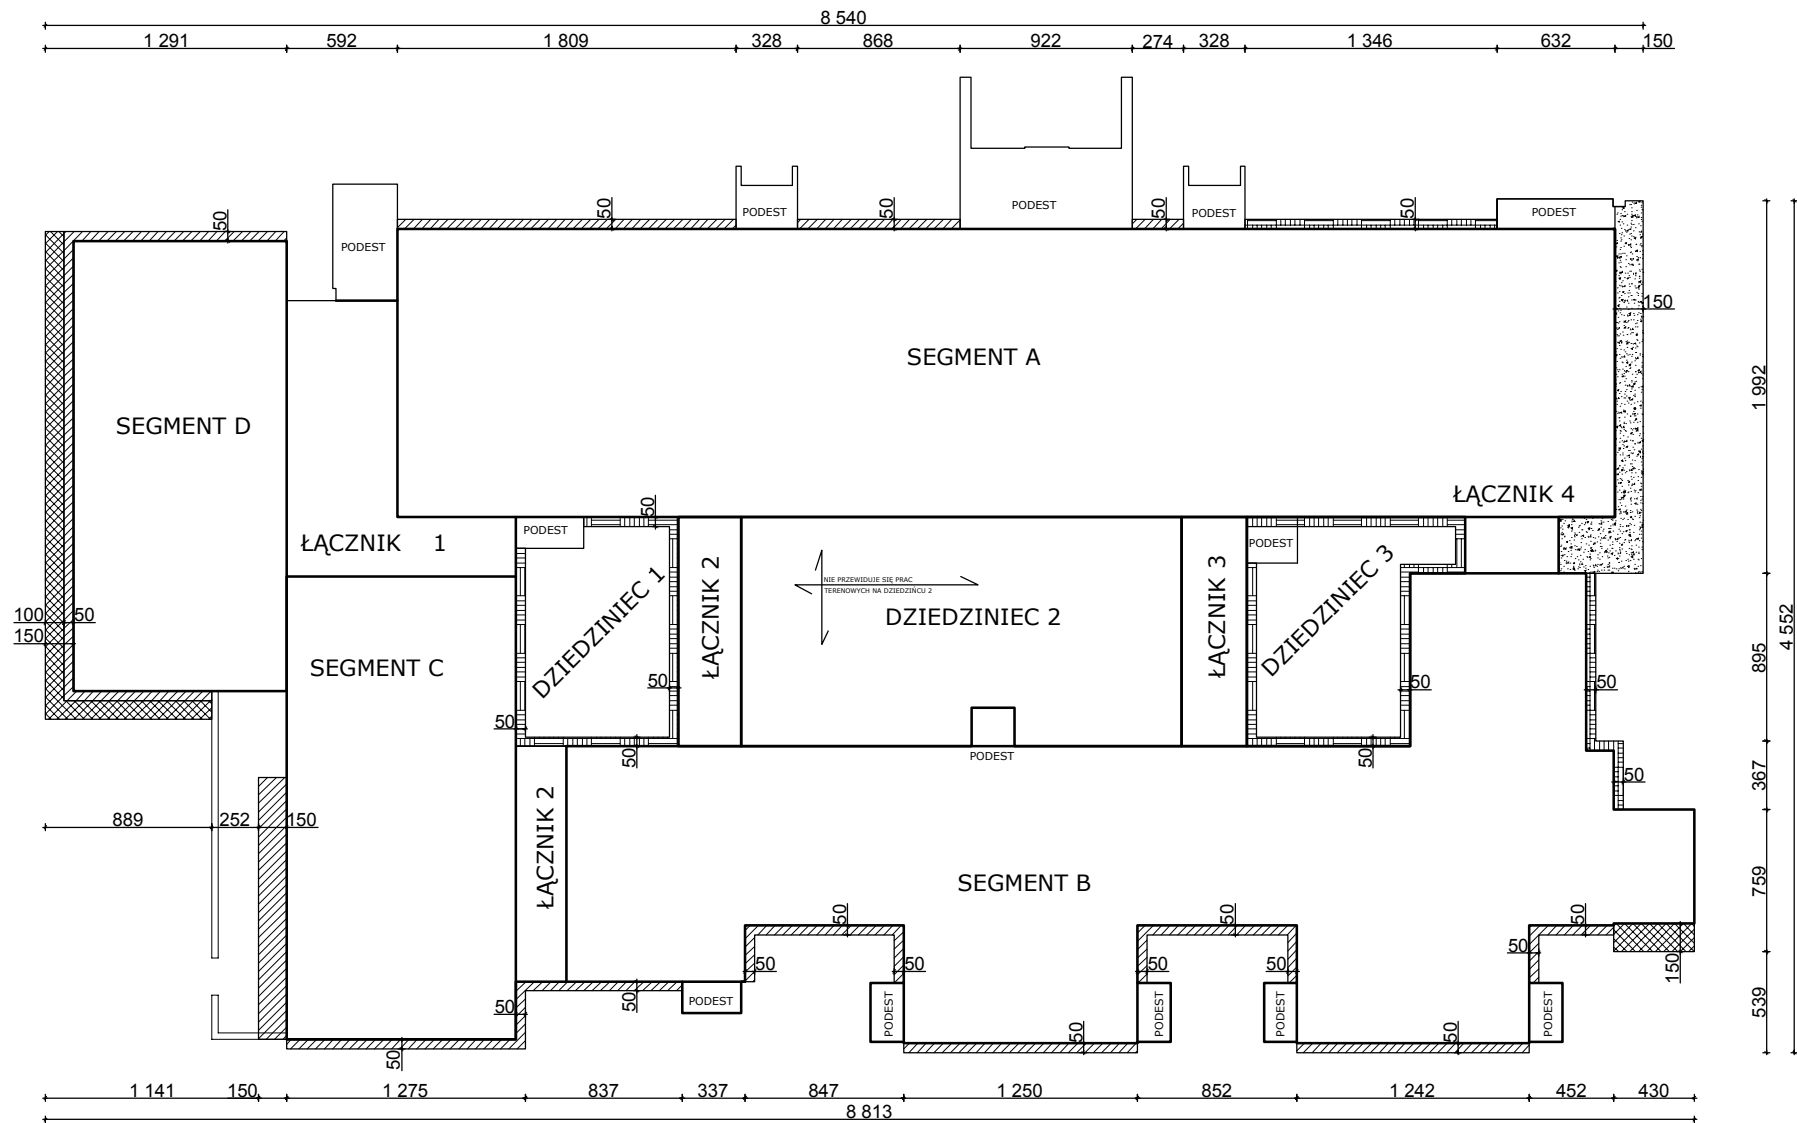 8 540
1 291
592
1 809
328
868
922
274
328
1 346
632
150
50
PODEST
50
PODEST
50
PODEST
50
PODEST
50
PODEST
150
SEGMENT A
1 992
SEGMENT D
ŁĄCZNIK 4
50
PODEST
ŁĄCZNIK 1
PODEST
NIE PRZEWIDUJE SIĘ PRAC
TERENOWYCH NA DZIEDZIŃCU 2
DZIEDZINIEC 1
ŁĄCZNIK 2
DZIEDZINIEC 2
ŁĄCZNIK 3
DZIEDZINIEC 3
100
50
150
4 552
SEGMENT C
895
50
50
50
50
50
50
PODEST
50
367
889
252
150
ŁĄCZNIK 2
SEGMENT B
759
50
50
50
50
50
50
50
50
150
50
50
PODEST
PODEST
PODEST
PODEST
PODEST
539
50
50
50
1 141
150
1 275
837
337
847
1 250
852
1 242
452
430
8 813